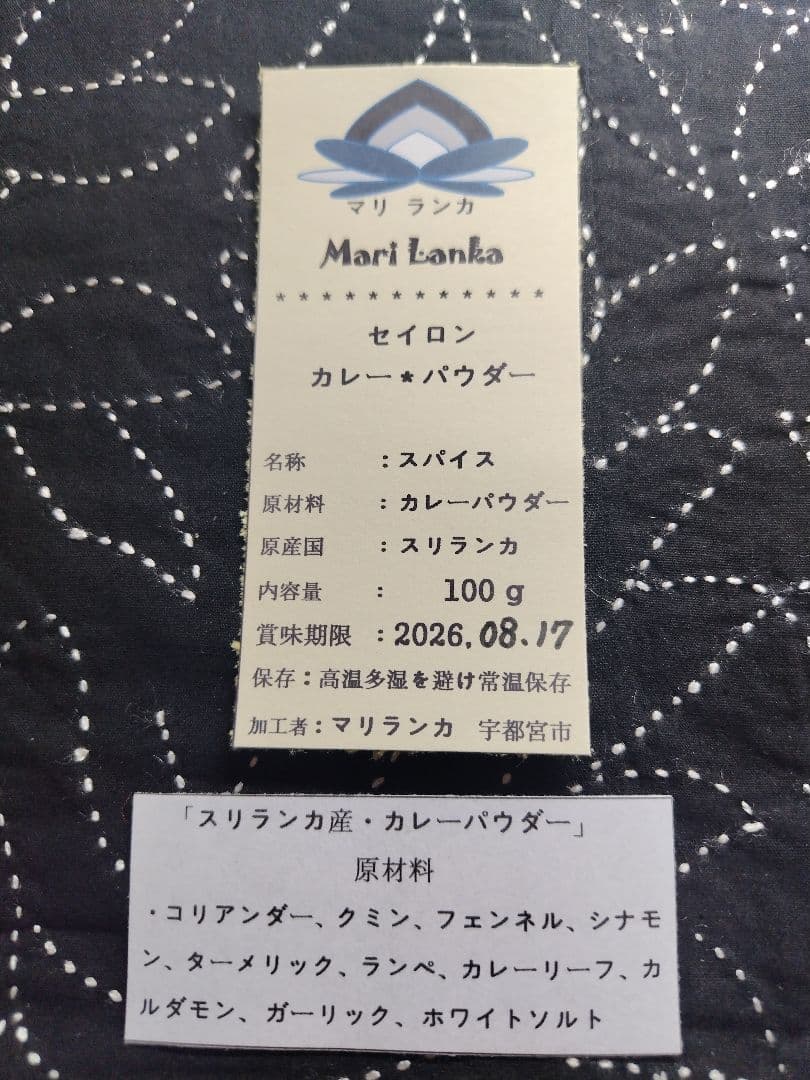 マリ ランカ
Mari Lanka
* * * * * * * * * * * *
セイロン
カレー*パウダー
名称 :スパイス
原材料 :カレーパウダー
原産国 :スリランカ
内容量 : 100 g
賞味期限 :2026.08.17
保存:高温多湿を避け常温保存
加工者:マリランカ 宇都宮市
「スリランカ産・カレーパウダー」
原材料
・コリアンダー、クミン、フェンネル、シナモ
ン、ターメリック、ランペ、カレーリーフ、カ
ルダモン、ガーリック、ホワイトソルト